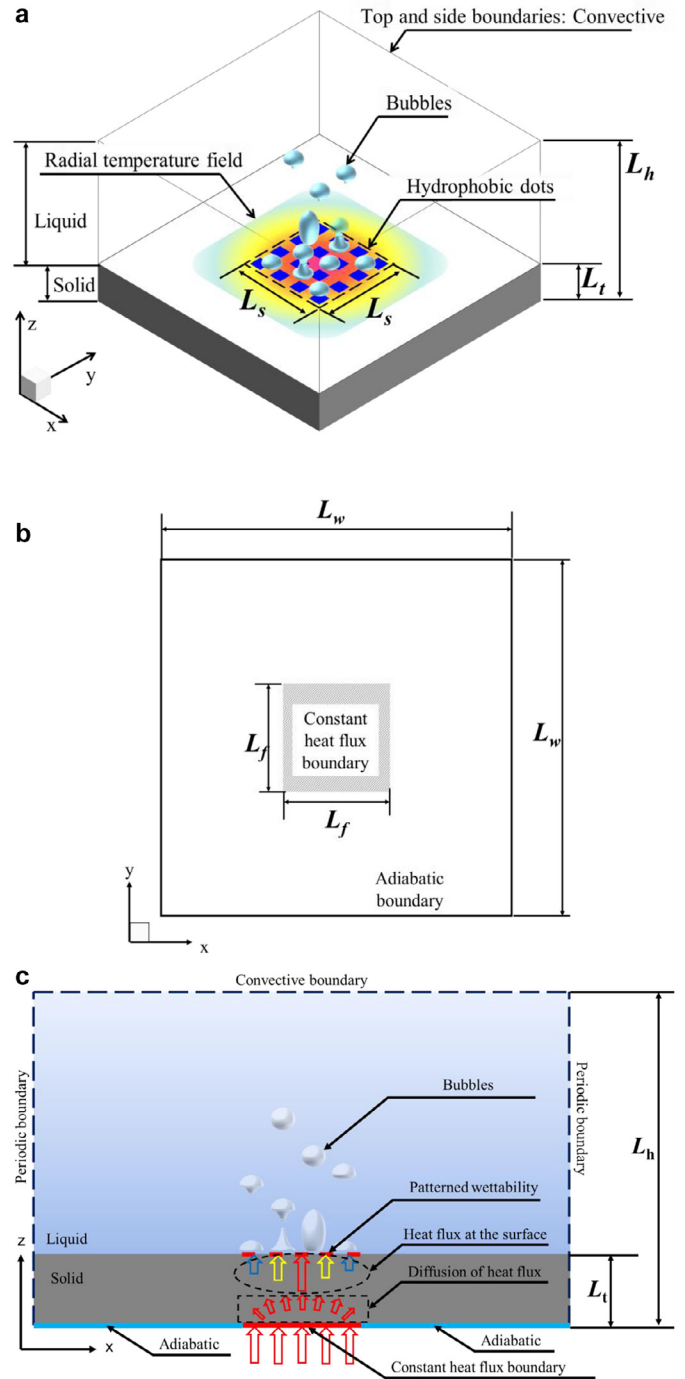 a
Top and side boundaries: Convective
Bubbles
Radial temperature field
Hydrophobic dots
L_h
Liquid
Solid
L_t
L_s
L_s
z
y
x
b
L_w
Constant
heat flux
boundary
L_f
L_w
L_f
Adiabatic
boundary
y
x
c
Convective boundary
Periodic boundary
Periodic boundary
Bubbles
L_h
Patterned wettability
Liquid
Heat flux at the surface
z
Solid
Diffusion of heat flux
L_t
x
Adiabatic
Adiabatic
Constant heat flux boundary